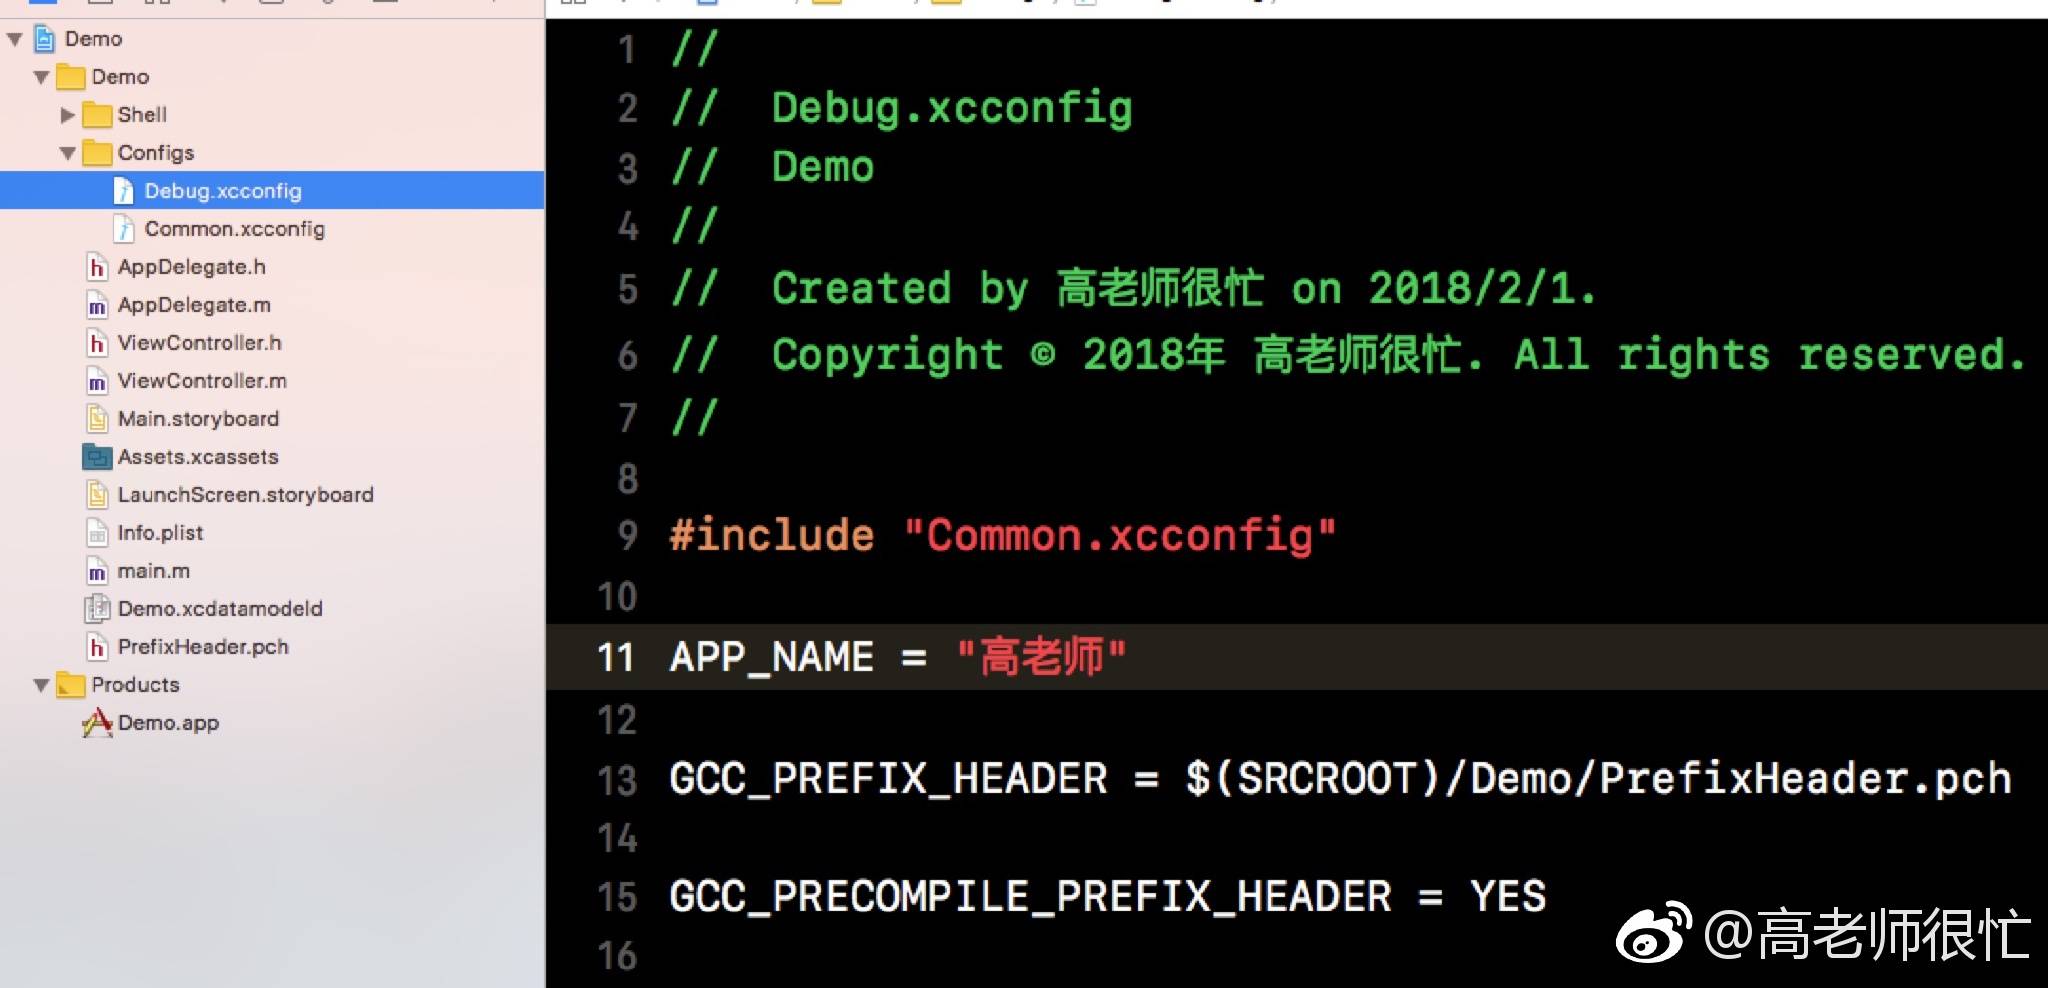 Demo
Demo
Shell
Configs
Debug.xcconfig
Common.xcconfig
AppDelegate.h
AppDelegate.m
ViewController.h
ViewController.m
Main.storyboard
Assets.xcassets
LaunchScreen.storyboard
Info.plist
main.m
Demo.xcdatamodeld
PrefixHeader.pch
Products
Demo.app
1 //
2 //  Debug.xcconfig
3 //  Demo
4 //
5 //  Created by 高老师很忙 on 2018/2/1.
6 //  Copyright © 2018年 高老师很忙. All rights reserved.
7 //
8
9 #include "Common.xcconfig"
10
11 APP_NAME = "高老师"
12
13 GCC_PREFIX_HEADER = $(SRCROOT)/Demo/PrefixHeader.pch
14
15 GCC_PRECOMPILE_PREFIX_HEADER = YES
16
@高老师很忙